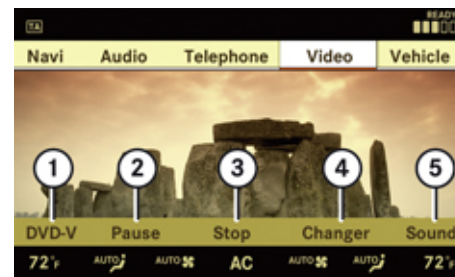 TA READY
Navi Audio Telephone Video Vehicle
1 2 3 4 5
DVD-V Pause Stop Changer Sound
72°F AUTO AUTO AC AUTO AUTO 72°F